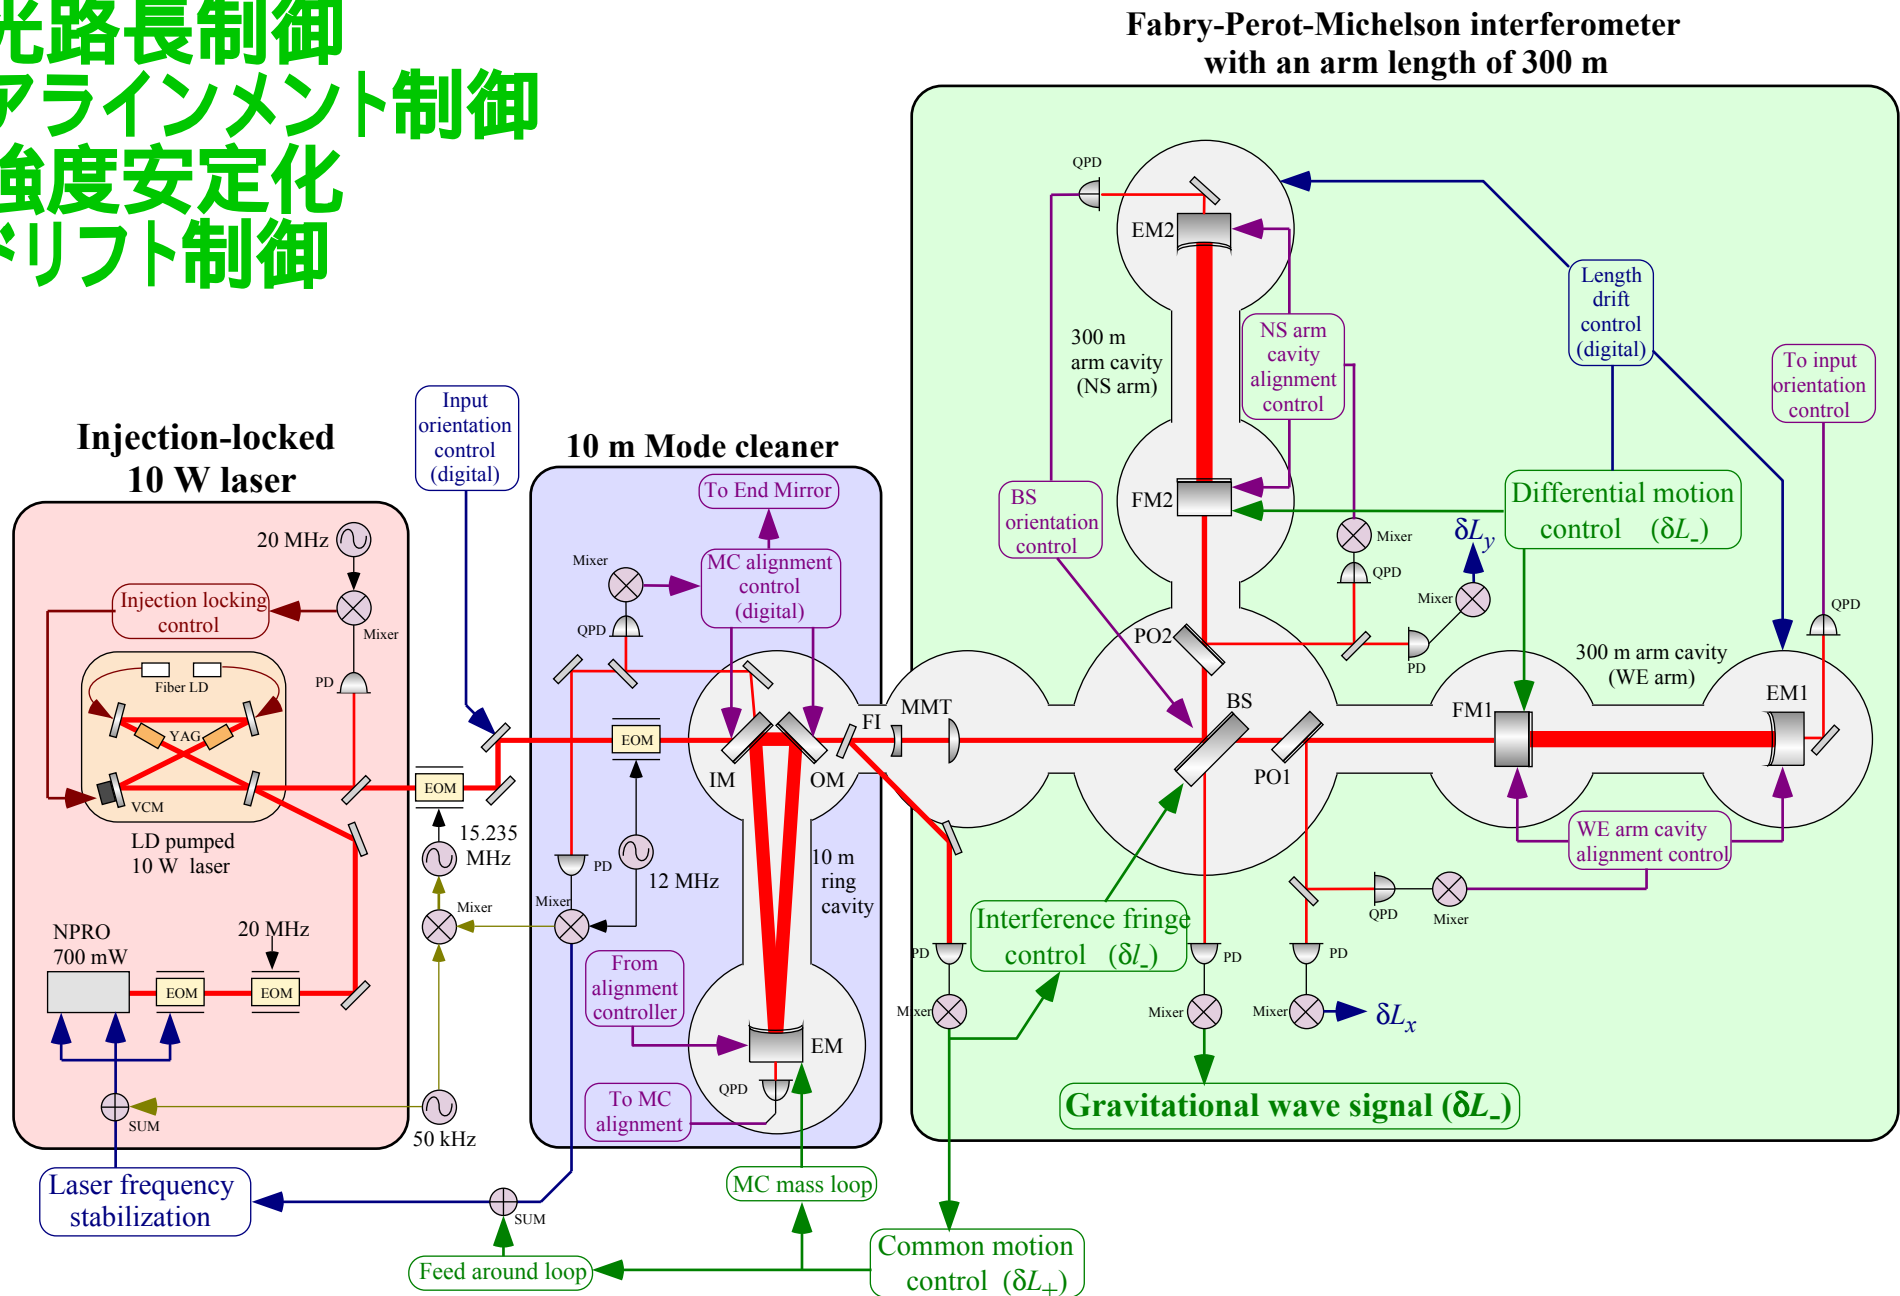 光路長制御
アラインメント制御
強度安定化
ドリフト制御
Fabry-Perot-Michelson interferometer
with an arm length of 300 m
Injection-locked
10 W laser
20 MHz
Injection locking
control
Mixer
Fiber LD
PD
YAG
VCM
LD pumped
10 W laser
NPRO
700 mW
20 MHz
EOM
EOM
SUM
Laser frequency
stabilization
Input
orientation
control
(digital)
EOM
15.235
MHz
Mixer
50 kHz
SUM
Feed around loop
10 m Mode cleaner
To End Mirror
Mixer
MC alignment
control
(digital)
QPD
EOM
IM
OM
PD
12 MHz
Mixer
10 m
ring
cavity
From
alignment
controller
EM
QPD
To MC
alignment
MC mass loop
Common motion
control (δL+)
FI
MMT
QPD
EM2
300 m
arm cavity
(NS arm)
NS arm
cavity
alignment
control
Length
drift
control
(digital)
To input
orientation
control
BS
orientation
control
FM2
Differential motion
control (δL-)
Mixer
QPD
δLy
Mixer
PD
PO2
BS
PO1
FM1
300 m arm cavity
(WE arm)
EM1
QPD
WE arm cavity
alignment control
QPD
Mixer
Interference fringe
control (δl-)
PD
Mixer
PD
Mixer
PD
Mixer
δLx
Gravitational wave signal (δL-)